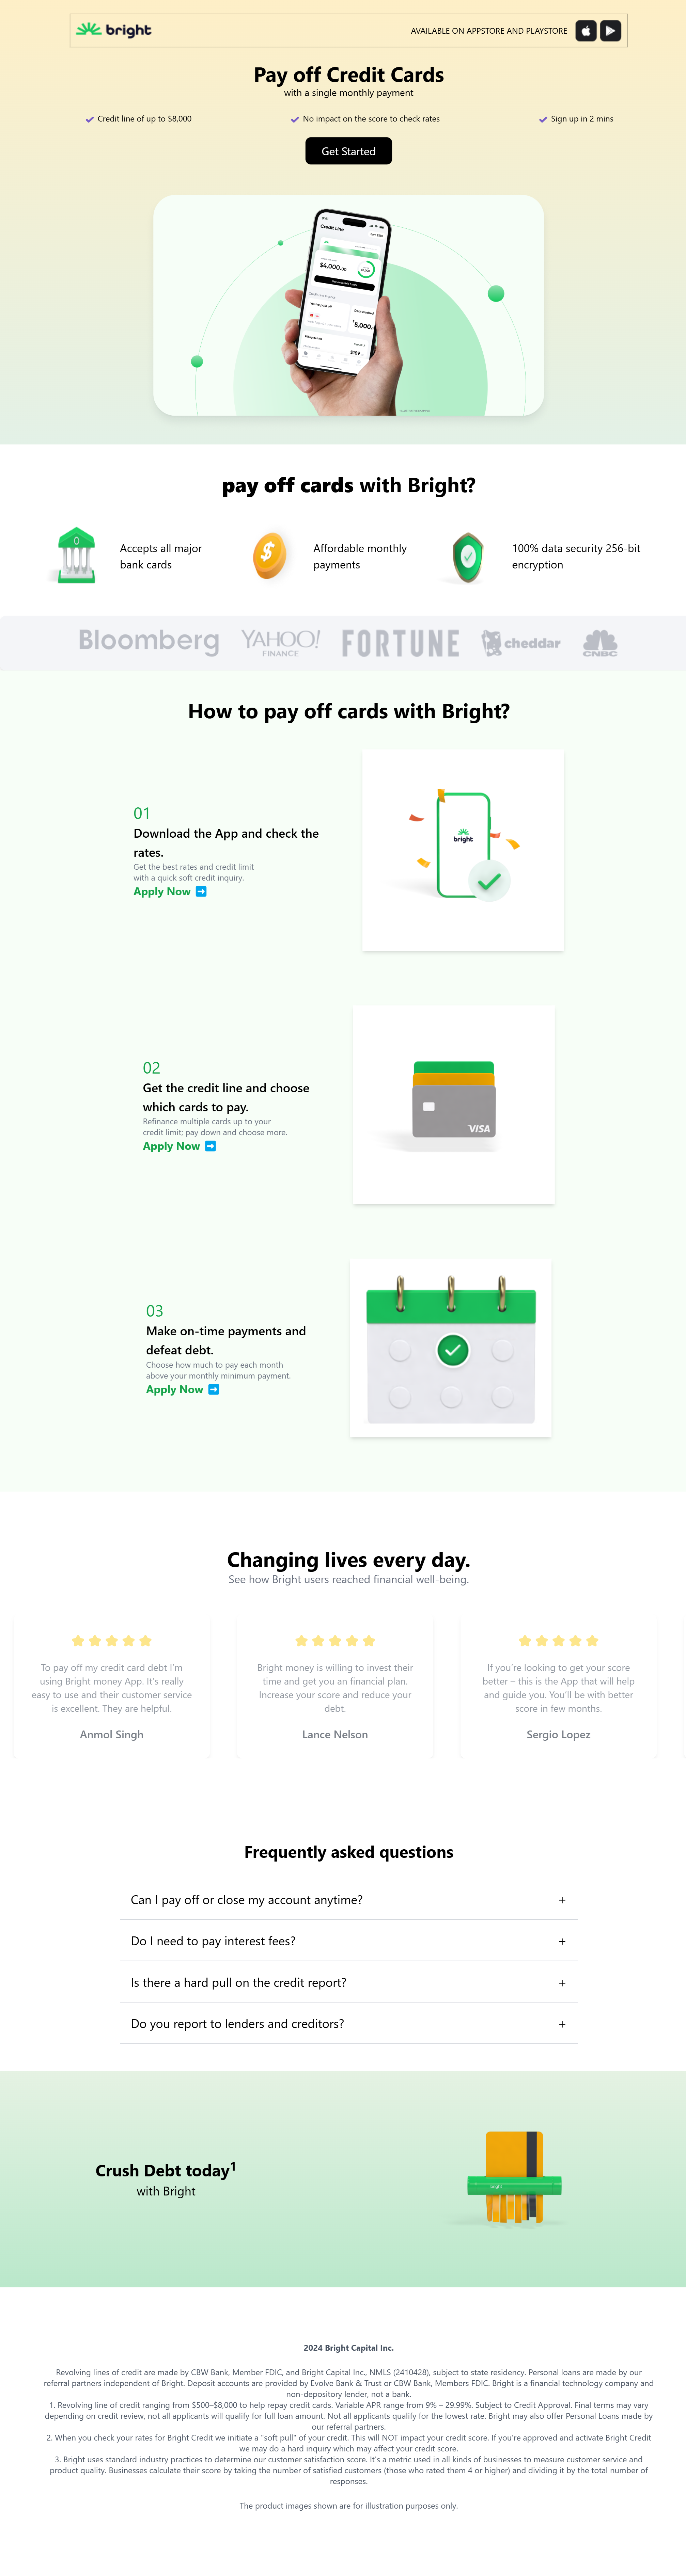 bright
AVAILABLE ON APPSTORE AND PLAYSTORE
Pay off Credit Cards
with a single monthly payment
Credit line of up to $8,000
No impact on the score to check rates
Sign up in 2 mins
Get Started
Credit Line
$4,000.00
$5,000.
$189
pay off cards with Bright?
Accepts all major
bank cards
Affordable monthly
payments
100% data security 256-bit
encryption
Bloomberg
YAHOO!
FINANCE
FORTUNE
cheddar
CNBC
How to pay off cards with Bright?
01
Download the App and check the
rates.
Get the best rates and credit limit
with a quick soft credit inquiry.
Apply Now
bright
02
Get the credit line and choose
which cards to pay.
Refinance multiple cards up to your
credit limit; pay down and choose more.
Apply Now
VISA
03
Make on-time payments and
defeat debt.
Choose how much to pay each month
above your monthly minimum payment.
Apply Now
Changing lives every day.
See how Bright users reached financial well-being.
To pay off my credit card debt I'm
using Bright money App. It's really
easy to use and their customer service
is excellent. They are helpful.
Anmol Singh
Bright money is willing to invest their
time and get you an financial plan.
Increase your score and reduce your
debt.
Lance Nelson
If you're looking to get your score
better – this is the App that will help
and guide you. You'll be with better
score in few months.
Sergio Lopez
Frequently asked questions
Can I pay off or close my account anytime?
+
Do I need to pay interest fees?
+
Is there a hard pull on the credit report?
+
Do you report to lenders and creditors?
+
Crush Debt today1
with Bright
bright
2024 Bright Capital Inc.
Revolving lines of credit are made by CBW Bank, Member FDIC, and Bright Capital Inc., NMLS (2410428), subject to state residency. Personal loans are made by our
referral partners independent of Bright. Deposit accounts are provided by Evolve Bank & Trust or CBW Bank, Members FDIC. Bright is a financial technology company and
non-depository lender, not a bank.
1. Revolving line of credit ranging from $500–$8,000 to help repay credit cards. Variable APR range from 9% – 29.99%. Subject to Credit Approval. Final terms may vary
depending on credit review, not all applicants will qualify for full loan amount. Not all applicants qualify for the lowest rate. Bright may also offer Personal Loans made by
our referral partners.
2. When you check your rates for Bright Credit we initiate a "soft pull" of your credit. This will NOT impact your credit score. If you're approved and activate Bright Credit
we may do a hard inquiry which may affect your credit score.
3. Bright uses standard industry practices to determine our customer satisfaction score. It's a metric used in all kinds of businesses to measure customer service and
product quality. Businesses calculate their score by taking the number of satisfied customers (those who rated them 4 or higher) and dividing it by the total number of
responses.
The product images shown are for illustration purposes only.